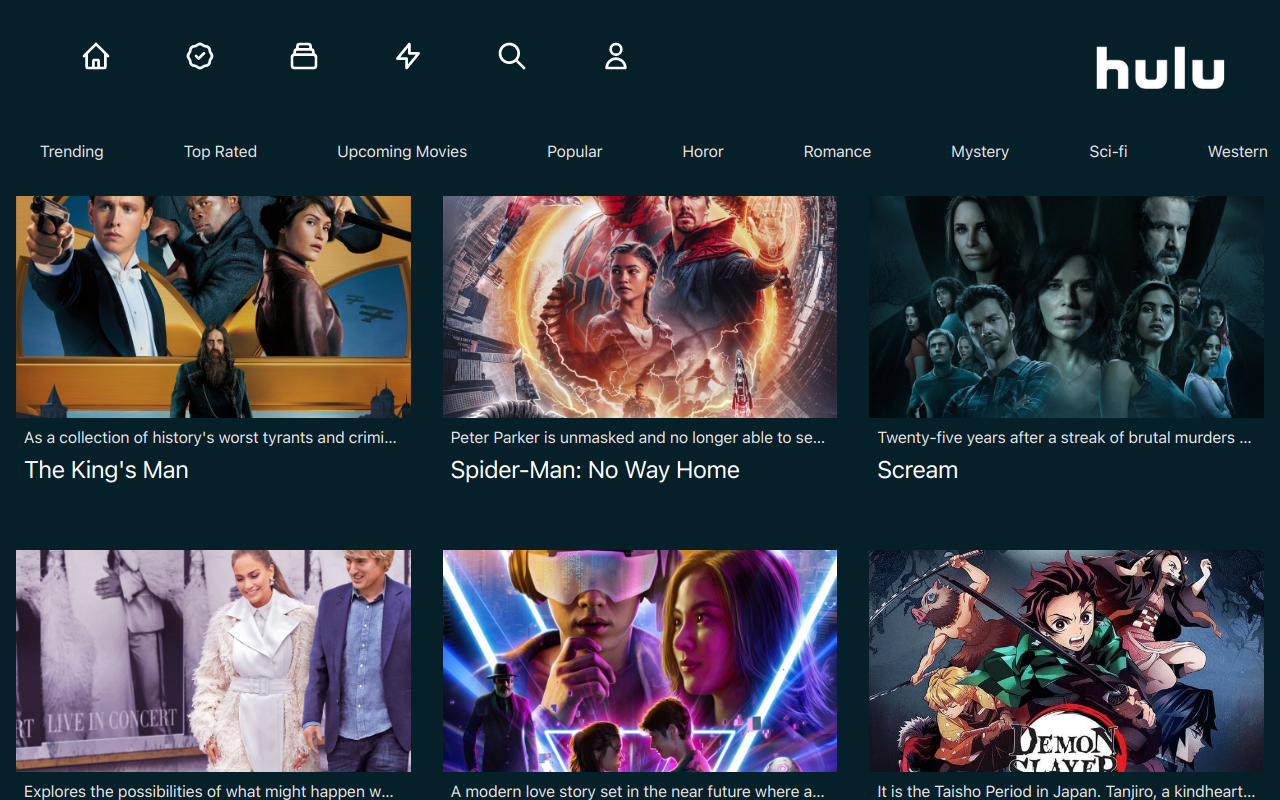 hulu
Trending
Top Rated
Upcoming Movies
Popular
Horor
Romance
Mystery
Sci-fi
Western
As a collection of history's worst tyrants and crimi...
The King's Man
Peter Parker is unmasked and no longer able to se...
Spider-Man: No Way Home
Twenty-five years after a streak of brutal murders ...
Scream
RT
LIVE IN CONCERT
DEMON
SLAYER
Explores the possibilities of what might happen w...
A modern love story set in the near future where a...
It is the Taisho Period in Japan. Tanjiro, a kindheart...